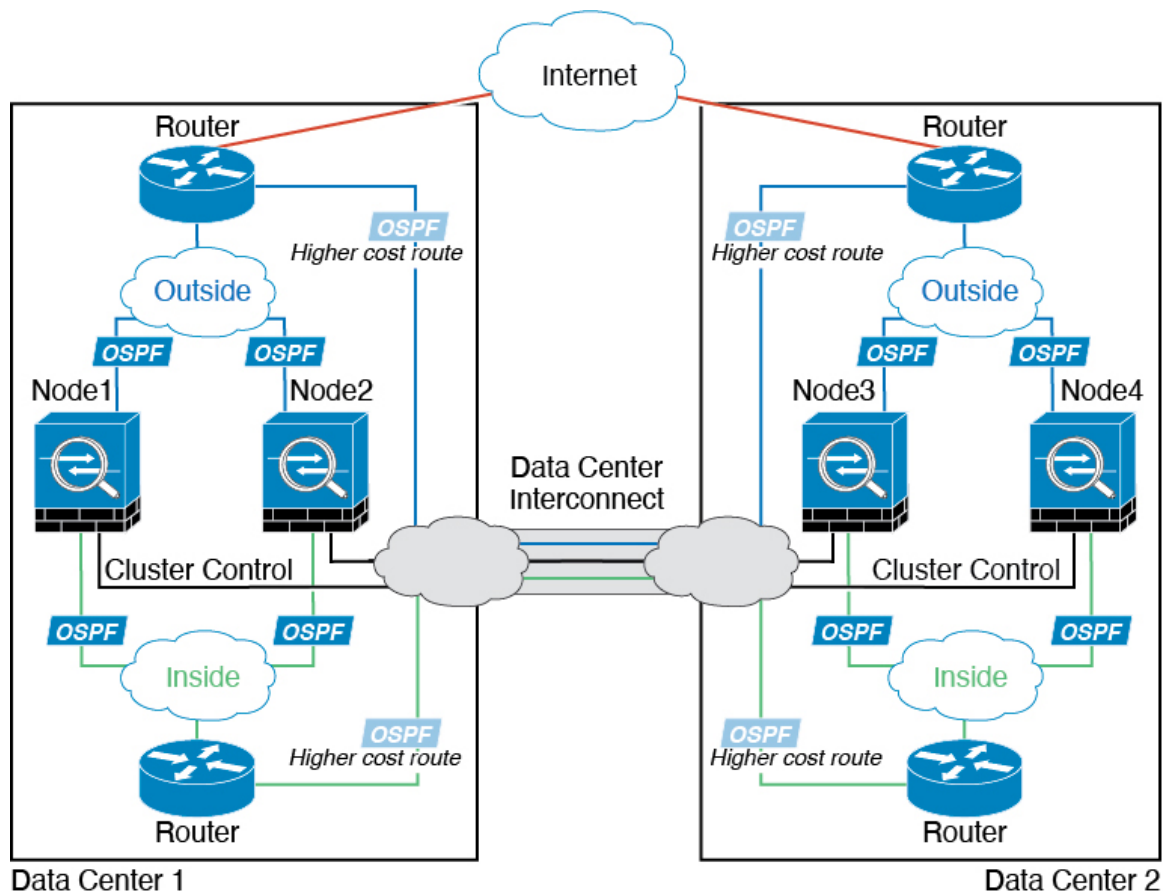 Internet
Router
Router
OSPF
Higher cost route
OSPF
Higher cost route
Outside
Outside
OSPF
OSPF
OSPF
OSPF
Node1
Node2
Node3
Node4
Data Center
Interconnect
Cluster Control
Cluster Control
OSPF
OSPF
OSPF
OSPF
Inside
Inside
OSPF
Higher cost route
OSPF
Higher cost route
Router
Router
Data Center 1
Data Center 2